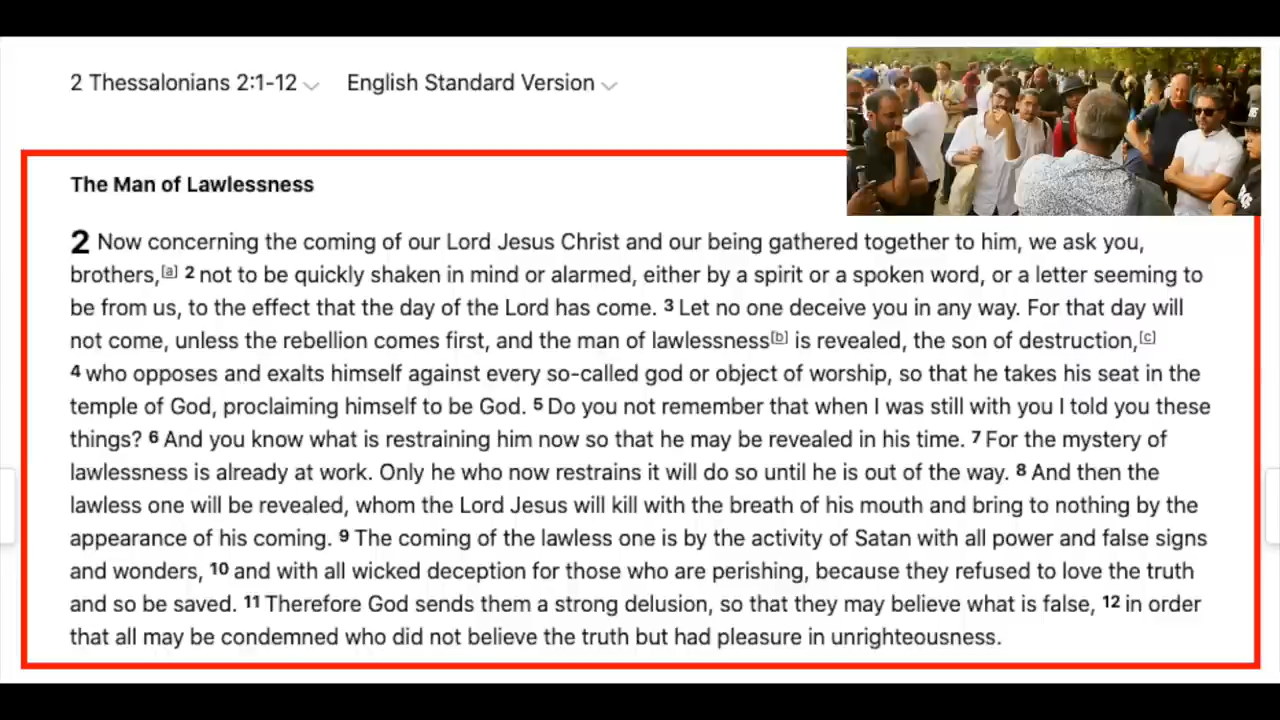 2 Thessalonians 2:1-12 English Standard Version
The Man of Lawlessness
2 Now concerning the coming of our Lord Jesus Christ and our being gathered together to him, we ask you,
brothers,[a] 2 not to be quickly shaken in mind or alarmed, either by a spirit or a spoken word, or a letter seeming to
be from us, to the effect that the day of the Lord has come. 3 Let no one deceive you in any way. For that day will
not come, unless the rebellion comes first, and the man of lawlessness[b] is revealed, the son of destruction,[c]
4 who opposes and exalts himself against every so-called god or object of worship, so that he takes his seat in the
temple of God, proclaiming himself to be God. 5 Do you not remember that when I was still with you I told you these
things? 6 And you know what is restraining him now so that he may be revealed in his time. 7 For the mystery of
lawlessness is already at work. Only he who now restrains it will do so until he is out of the way. 8 And then the
lawless one will be revealed, whom the Lord Jesus will kill with the breath of his mouth and bring to nothing by the
appearance of his coming. 9 The coming of the lawless one is by the activity of Satan with all power and false signs
and wonders, 10 and with all wicked deception for those who are perishing, because they refused to love the truth
and so be saved. 11 Therefore God sends them a strong delusion, so that they may believe what is false, 12 in order
that all may be condemned who did not believe the truth but had pleasure in unrighteousness.